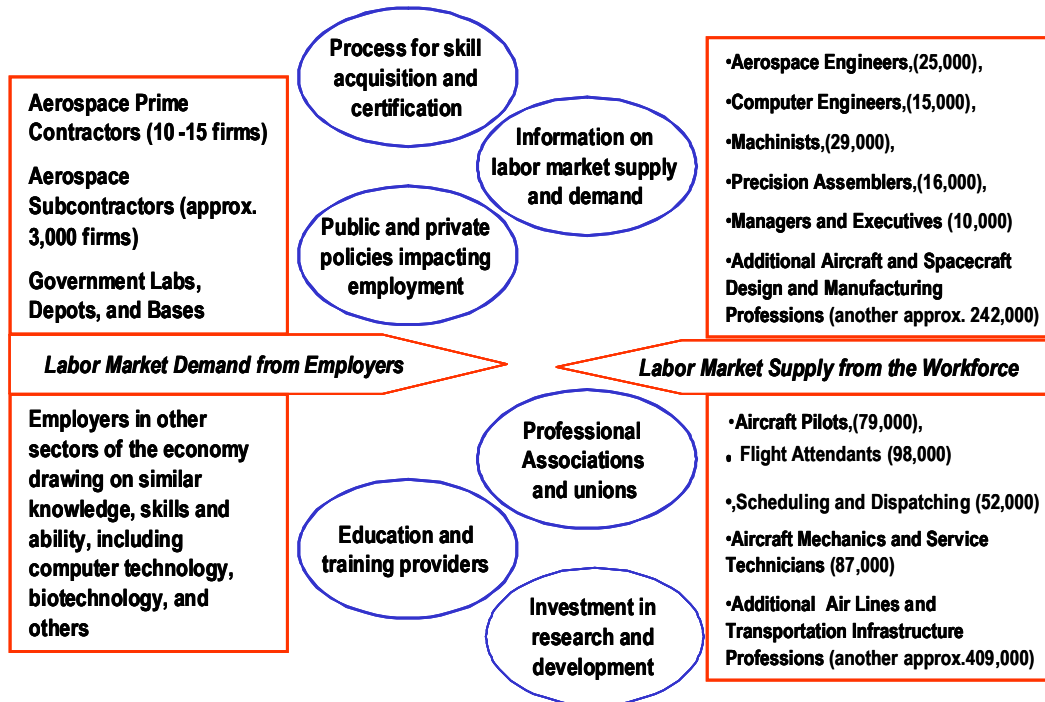 Aerospace Prime
Contractors (10 -15 firms)
Aerospace
Subcontractors (approx.
3,000 firms)
Government Labs,
Depots, and Bases
Process for skill
acquisition and
certification
Information on
labor market supply
and demand
Public and private
policies impacting
employment
•Aerospace Engineers,(25,000),
•Computer Engineers,(15,000),
•Machinists,(29,000),
•Precision Assemblers,(16,000),
•Managers and Executives (10,000)
•Additional Aircraft and Spacecraft
Design and Manufacturing
Professions (another approx. 242,000)
Labor Market Demand from Employers
Labor Market Supply from the Workforce
Employers in other
sectors of the economy
drawing on similar
knowledge, skills and
ability, including
computer technology,
biotechnology, and
others
Professional
Associations
and unions
Education and
training providers
Investment in
research and
development
•Aircraft Pilots,(79,000),
• Flight Attendants (98,000)
•,Scheduling and Dispatching (52,000)
•Aircraft Mechanics and Service
Technicians (87,000)
•Additional Air Lines and
Transportation Infrastructure
Professions (another approx.409,000)